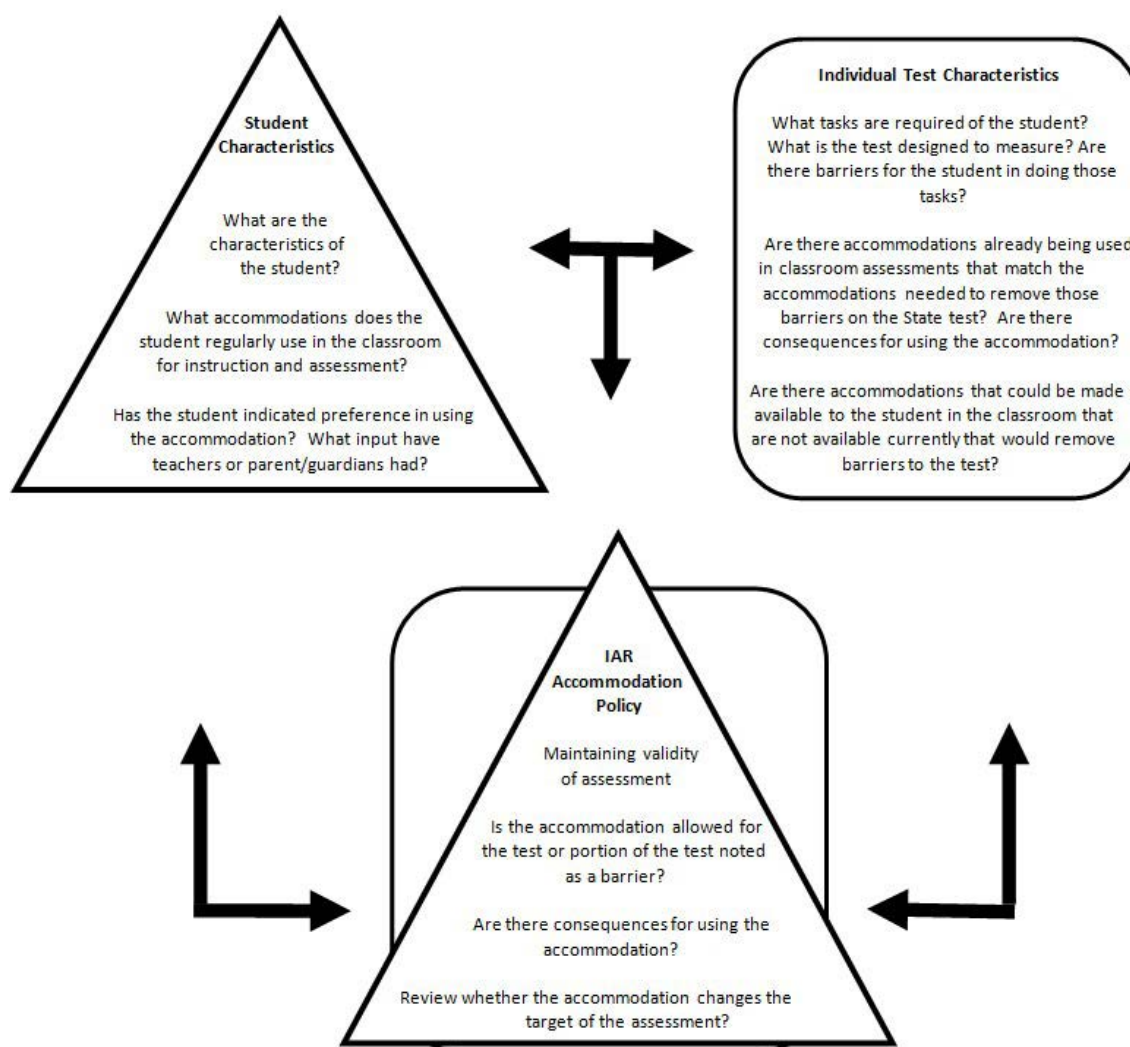 Student
Characteristics
What are the
characteristics of
the student?
What accommodations does the
student regularly use in the classroom
for instruction and assessment?
Has the student indicated preference in using
the accommodation?  What input have
teachers or parent/guardians had?
Individual Test Characteristics
What tasks are required of the student?
What is the test designed to measure? Are
there barriers for the student in doing those
tasks?
Are there accommodations already being used
in classroom assessments that match the
accommodations needed to remove those
barriers on the State test?  Are there
consequences for using the accommodation?
Are there accommodations that could be made
available to the student in the classroom that
are not available currently that would remove
barriers to the test?
IAR
Accommodation
Policy
Maintaining validity
of assessment
Is the accommodation allowed for
the test or portion of the test noted
as a barrier?
Are there consequences for using the
accommodation?
Review whether the accommodation changes the
target of the assessment?